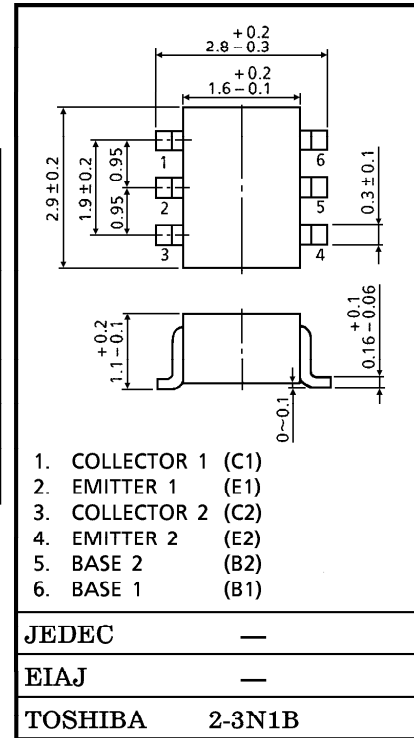 +0.2
2.8-0.3
+0.2
1.6-0.1
2.9±0.2
1.9±0.2
0.95
0.95
1
2
3
6
5
4
0.3±0.1
+0.2
1.1-0.1
+0.1
0.16-0.06
0~0.1
1. COLLECTOR 1 (C1)
2. EMITTER 1 (E1)
3. COLLECTOR 2 (C2)
4. EMITTER 2 (E2)
5. BASE 2 (B2)
6. BASE 1 (B1)
JEDEC —
EIAJ —
TOSHIBA 2-3N1B